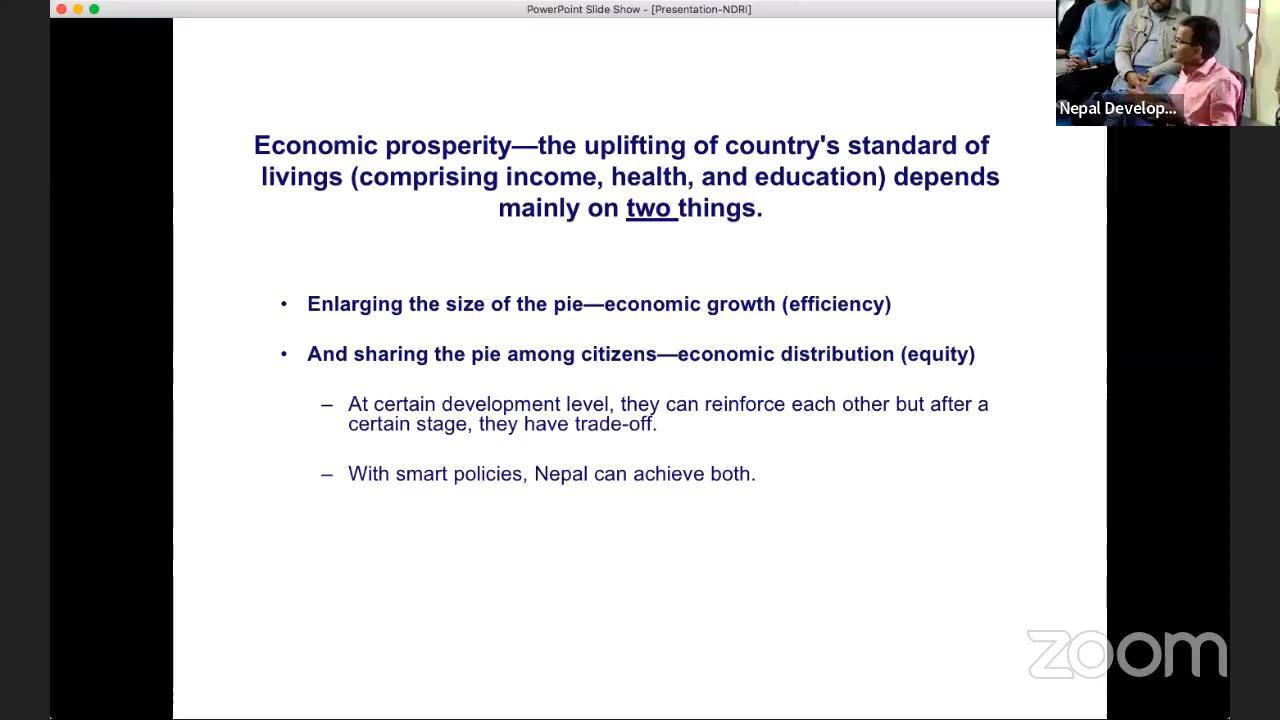 PowerPoint Slide Show - [Presentation-NDRI]
Nepal Develop...
Economic prosperity—the uplifting of country's standard of
livings (comprising income, health, and education) depends
mainly on two things.
• Enlarging the size of the pie—economic growth (efficiency)
• And sharing the pie among citizens—economic distribution (equity)
– At certain development level, they can reinforce each other but after a
certain stage, they have trade-off.
– With smart policies, Nepal can achieve both.
zoom